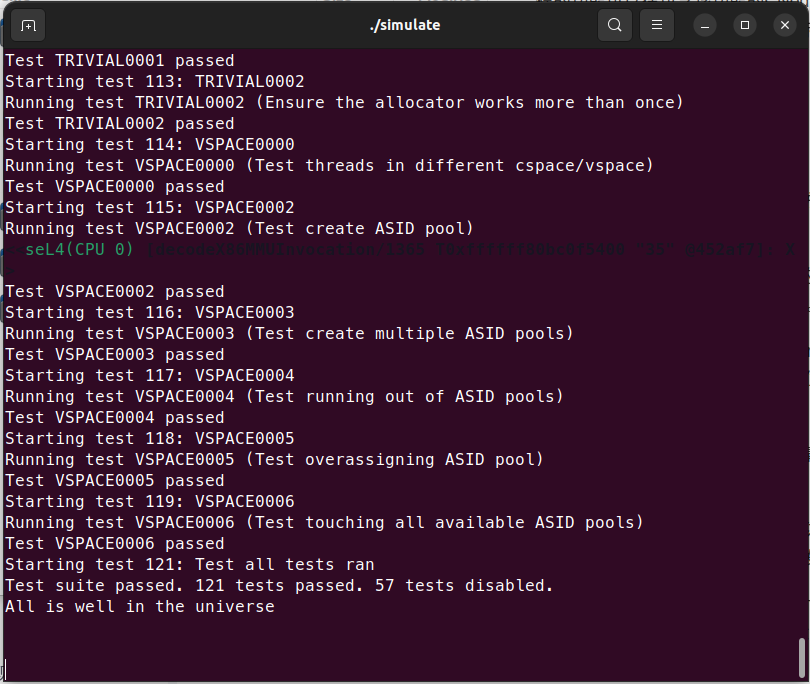 ./simulate
Test TRIVIAL0001 passed
Starting test 113: TRIVIAL0002
Running test TRIVIAL0002 (Ensure the allocator works more than once)
Test TRIVIAL0002 passed
Starting test 114: VSPACE0000
Running test VSPACE0000 (Test threads in different cspace/vspace)
Test VSPACE0000 passed
Starting test 115: VSPACE0002
Running test VSPACE0002 (Test create ASID pool)
seL4(CPU 0)
Test VSPACE0002 passed
Starting test 116: VSPACE0003
Running test VSPACE0003 (Test create multiple ASID pools)
Test VSPACE0003 passed
Starting test 117: VSPACE0004
Running test VSPACE0004 (Test running out of ASID pools)
Test VSPACE0004 passed
Starting test 118: VSPACE0005
Running test VSPACE0005 (Test overassigning ASID pool)
Test VSPACE0005 passed
Starting test 119: VSPACE0006
Running test VSPACE0006 (Test touching all available ASID pools)
Test VSPACE0006 passed
Starting test 121: Test all tests ran
Test suite passed. 121 tests passed. 57 tests disabled.
All is well in the universe